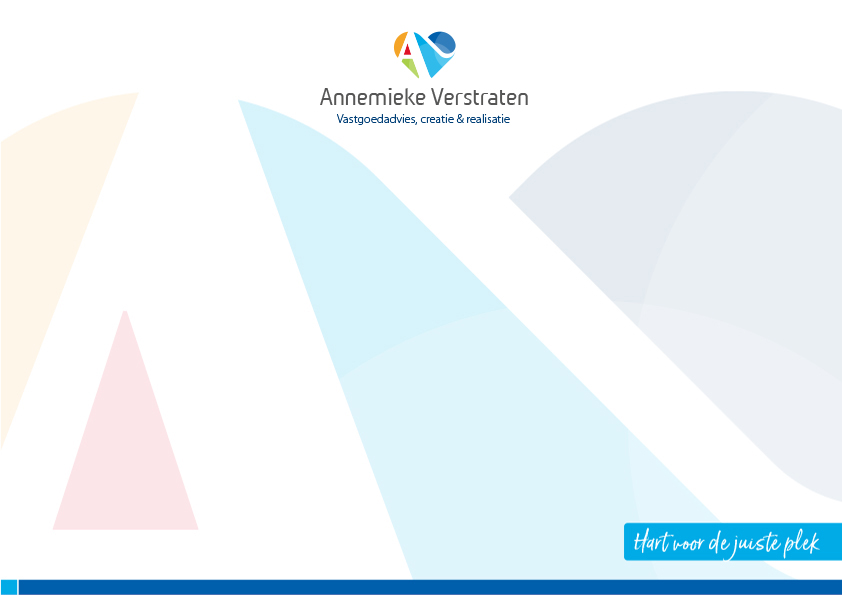 Annemieke Verstraten
Vastgoedadvies, creatie & realisatie
Hart voor de juiste plek